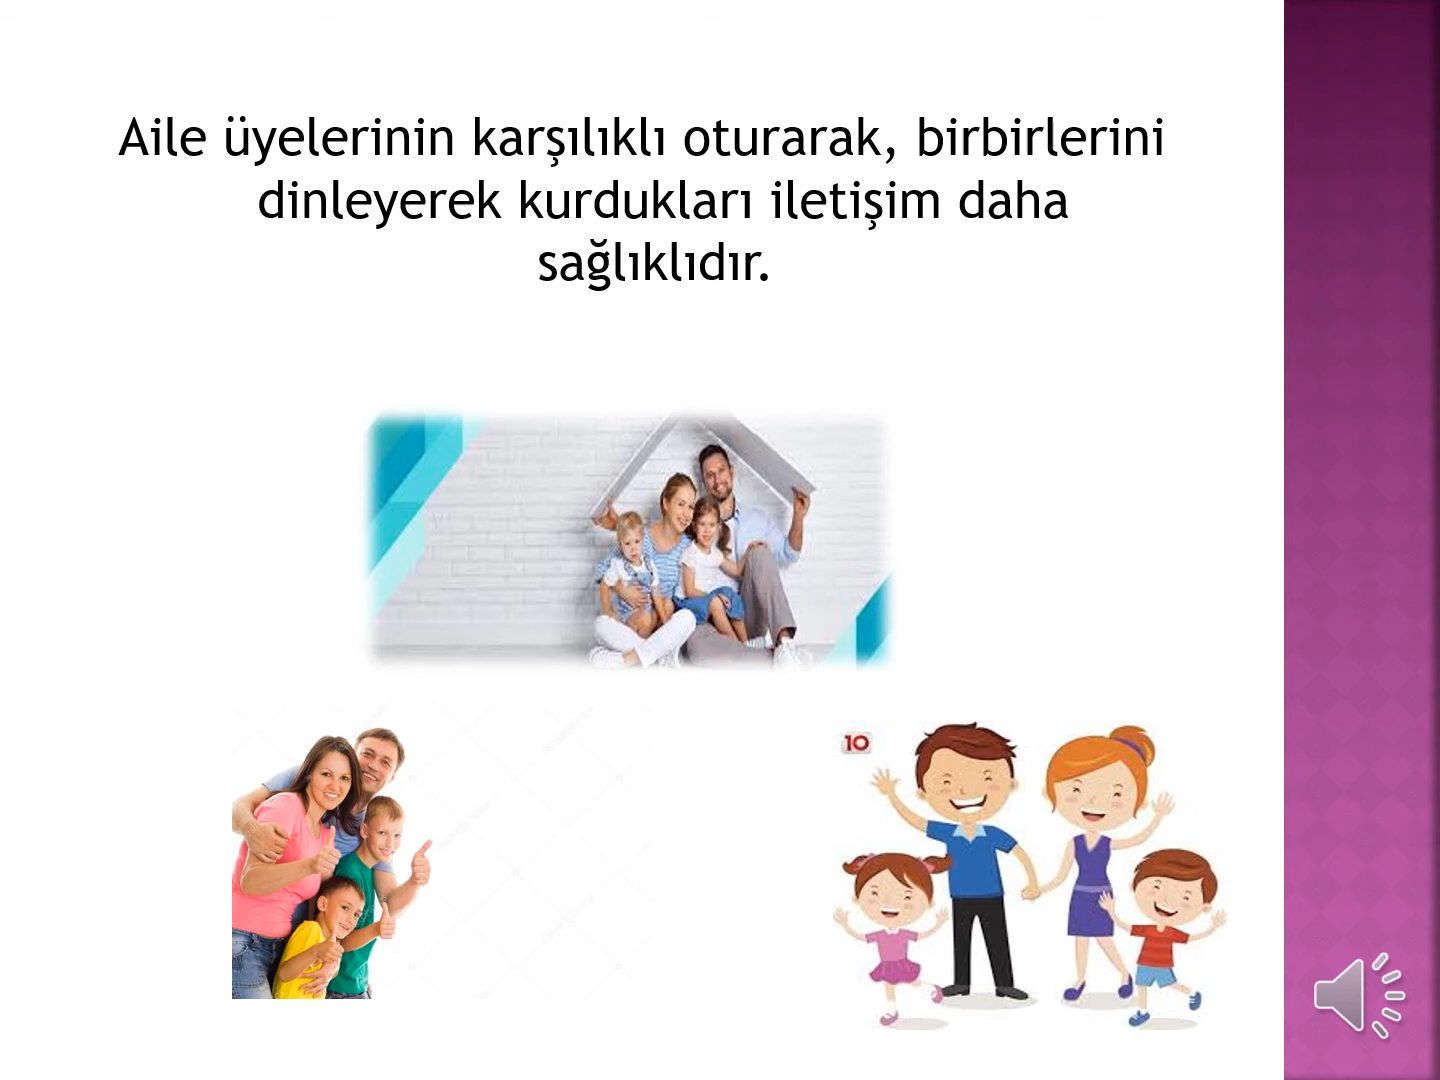 Aile üyelerinin karşılıklı oturarak, birbirlerini
dinleyerek kurdukları iletişim daha
sağlıklıdır.
10